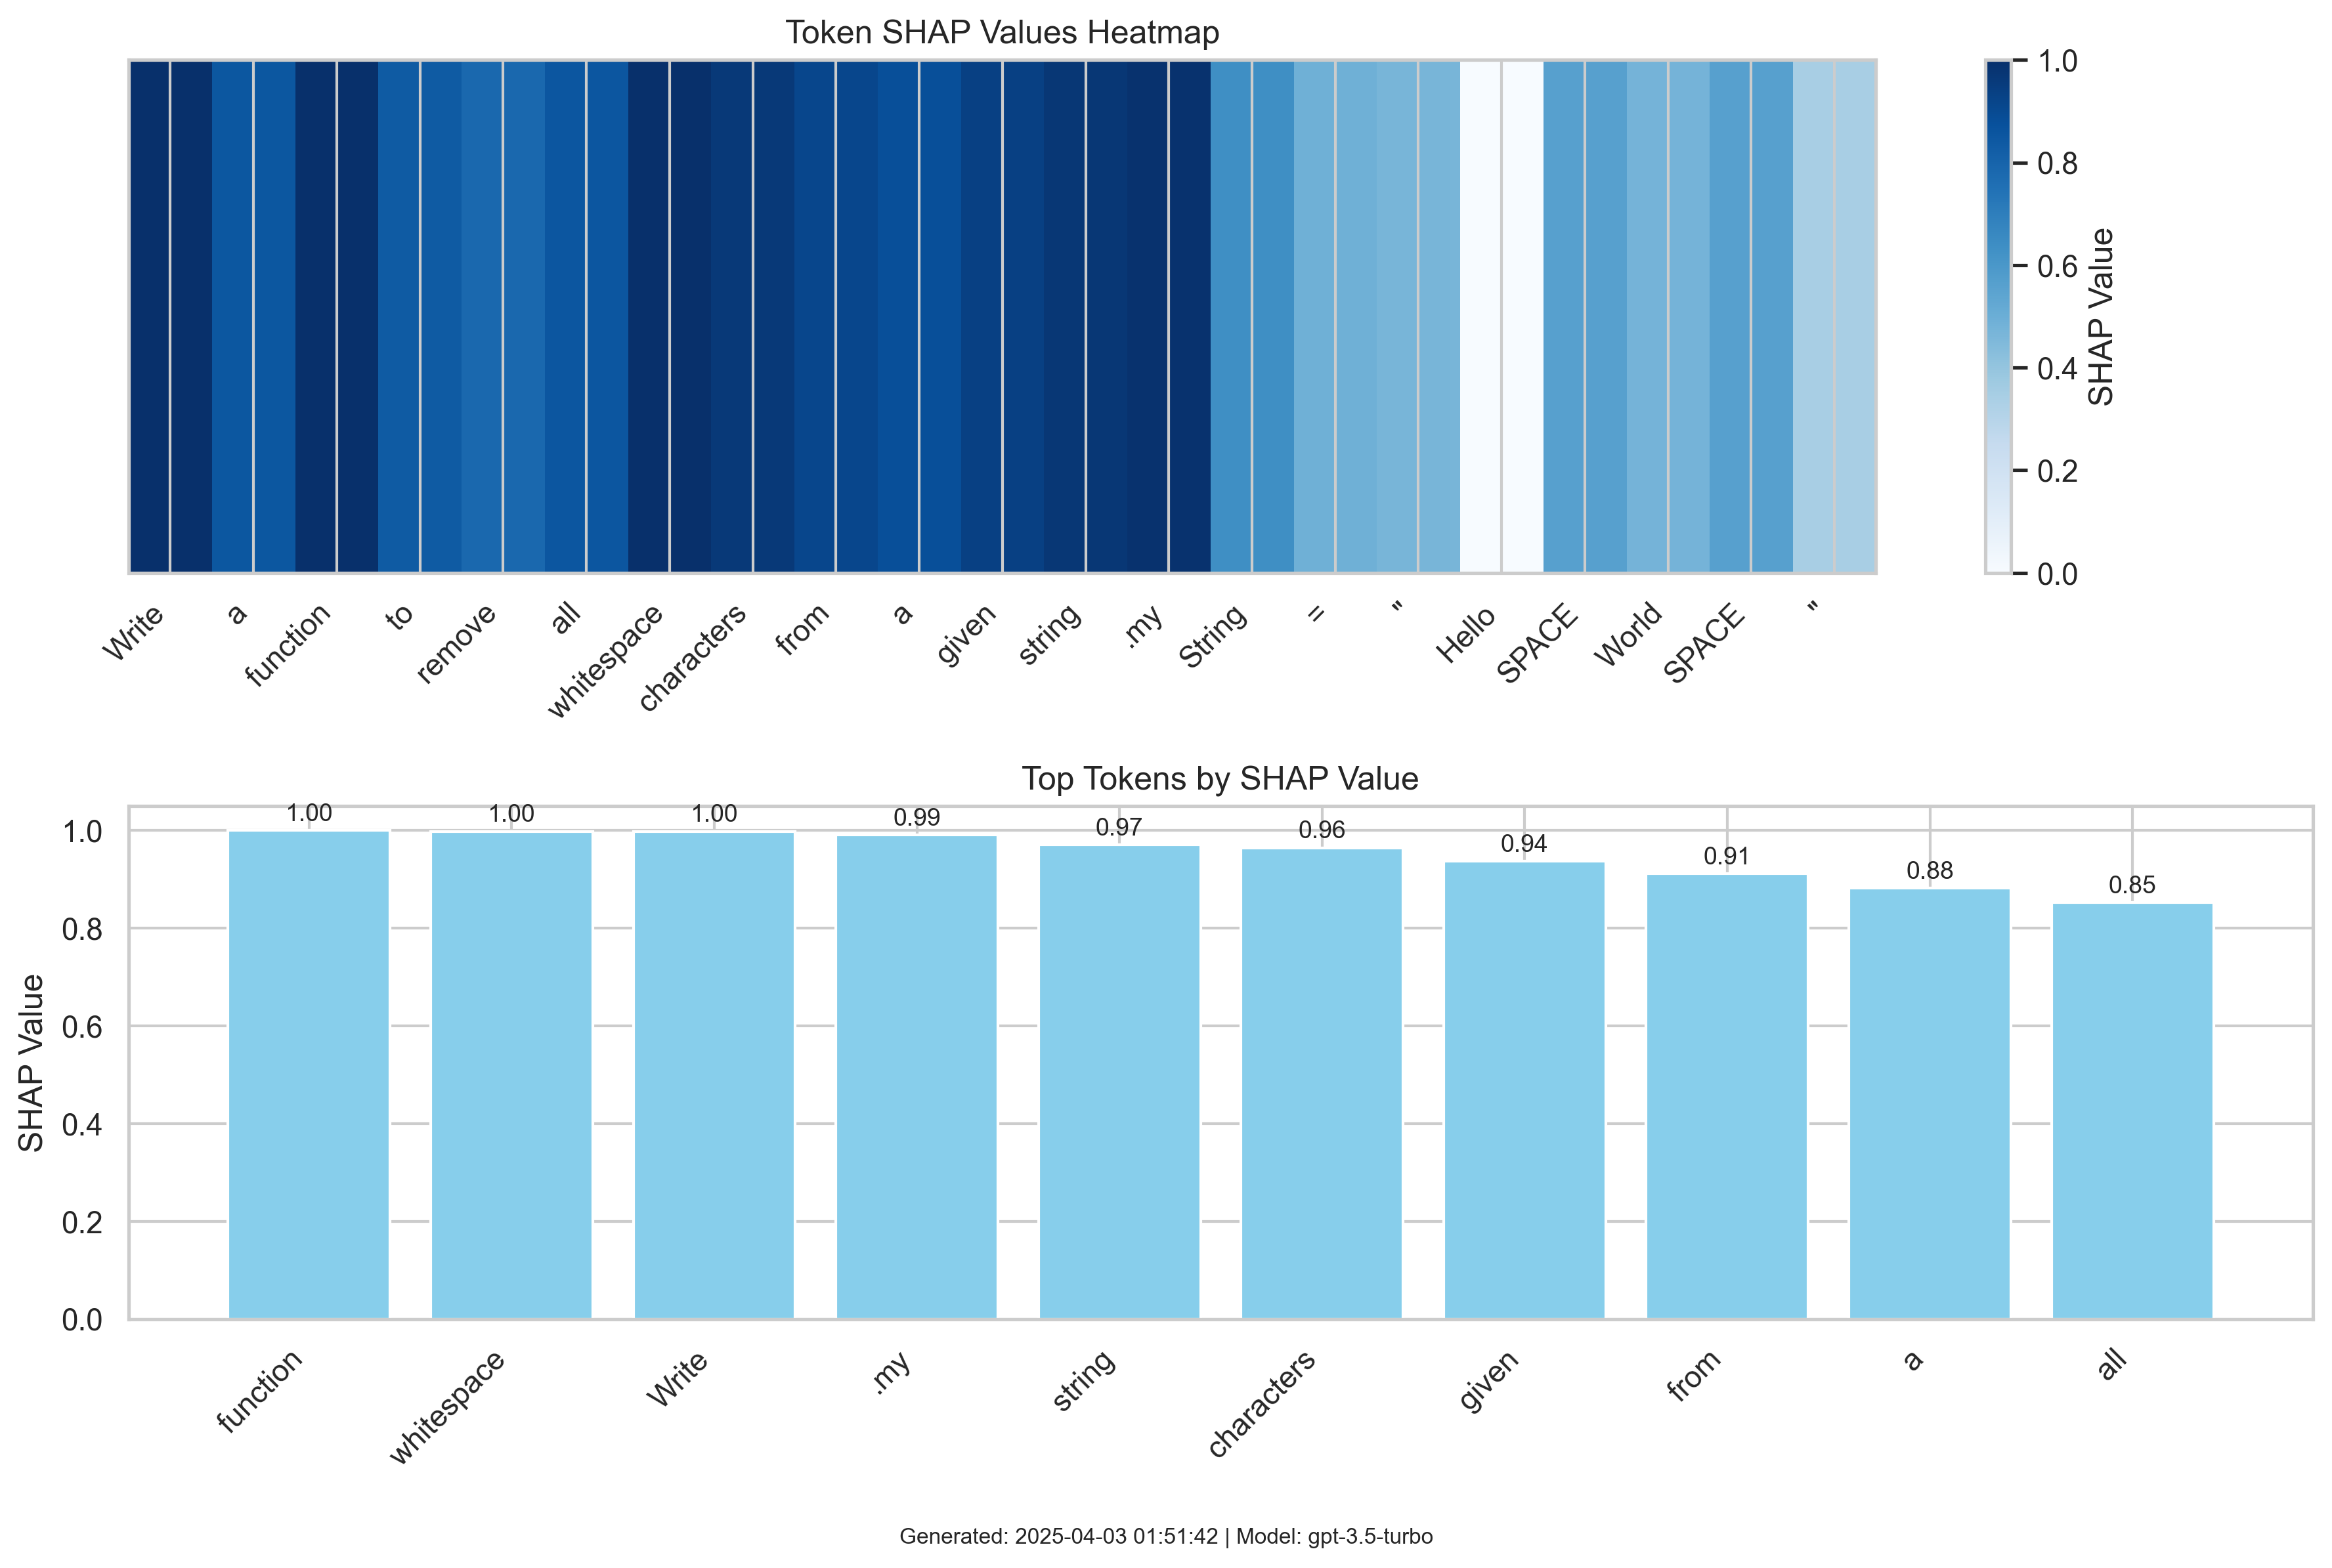 Token SHAP Values Heatmap
1.0
0.8
0.6
0.4
0.2
0.0
SHAP Value
Write a function to remove all whitespace characters from a given string .my String = " Hello SPACE World SPACE "
Top Tokens by SHAP Value
1.00 1.00 1.00 0.99 0.97 0.96 0.94 0.91 0.88 0.85
1.0
0.8
0.6
0.4
0.2
0.0
SHAP Value
function whitespace Write .my string characters given from a all
Generated: 2025-04-03 01:51:42 | Model: gpt-3.5-turbo